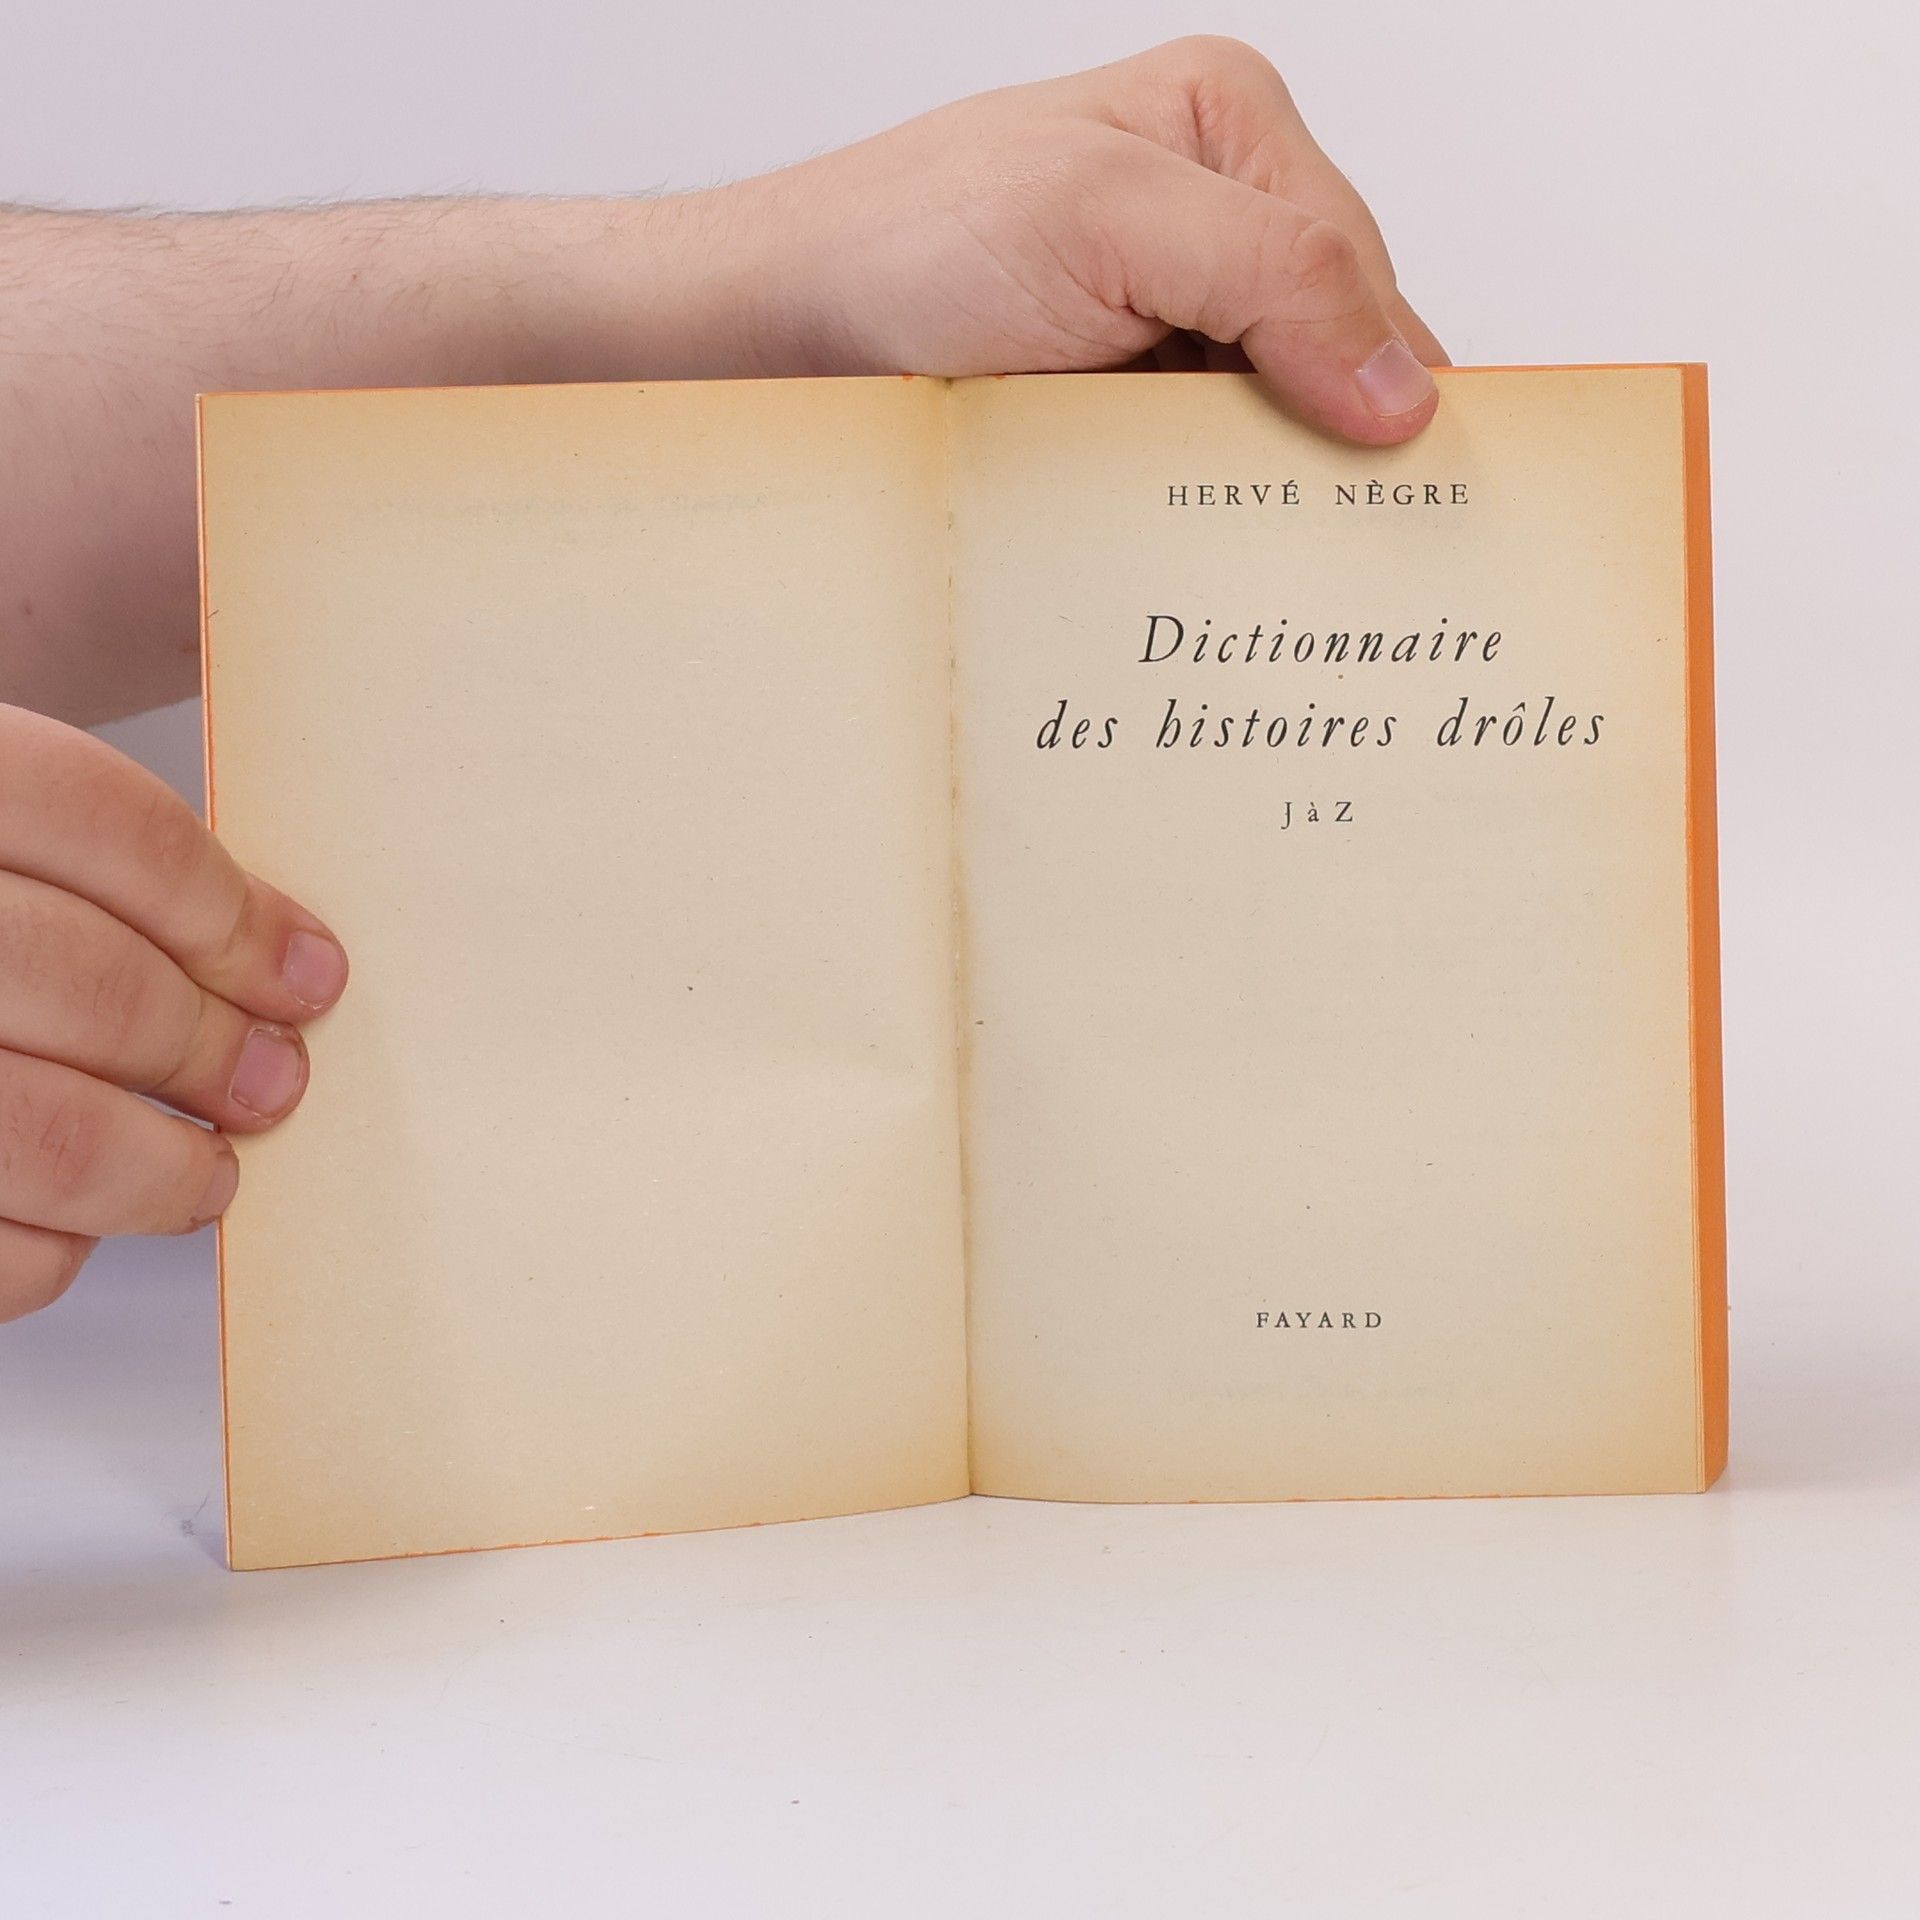 HERVÉ NÈGRE
Dictionnaire
des histoires drôles
J à Z
FAYARD